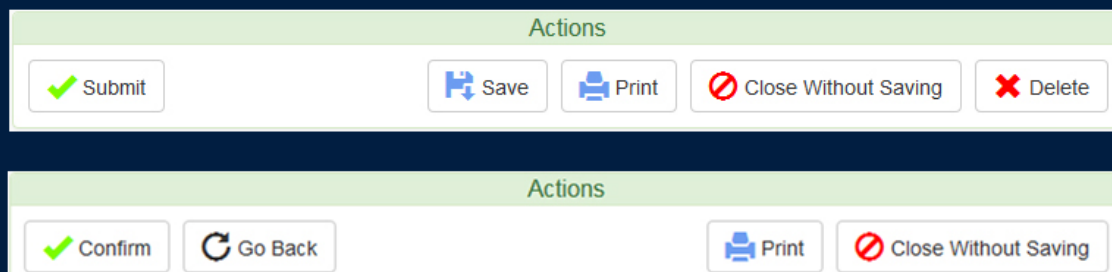 Actions
Submit Save Print Close Without Saving Delete
Actions
Confirm Go Back Print Close Without Saving